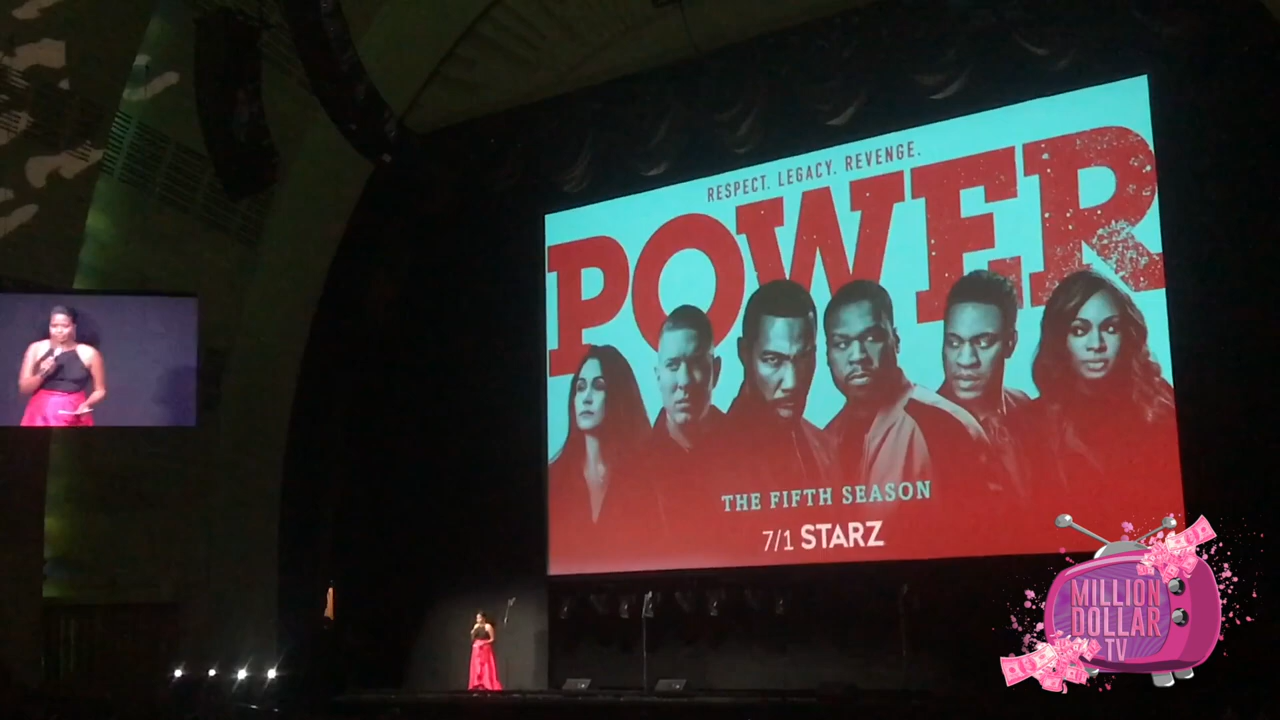 RESPECT. LEGACY. REVENGE.
POWER
THE FIFTH SEASON
7/1 STARZ
MILLION
DOLLAR
TV